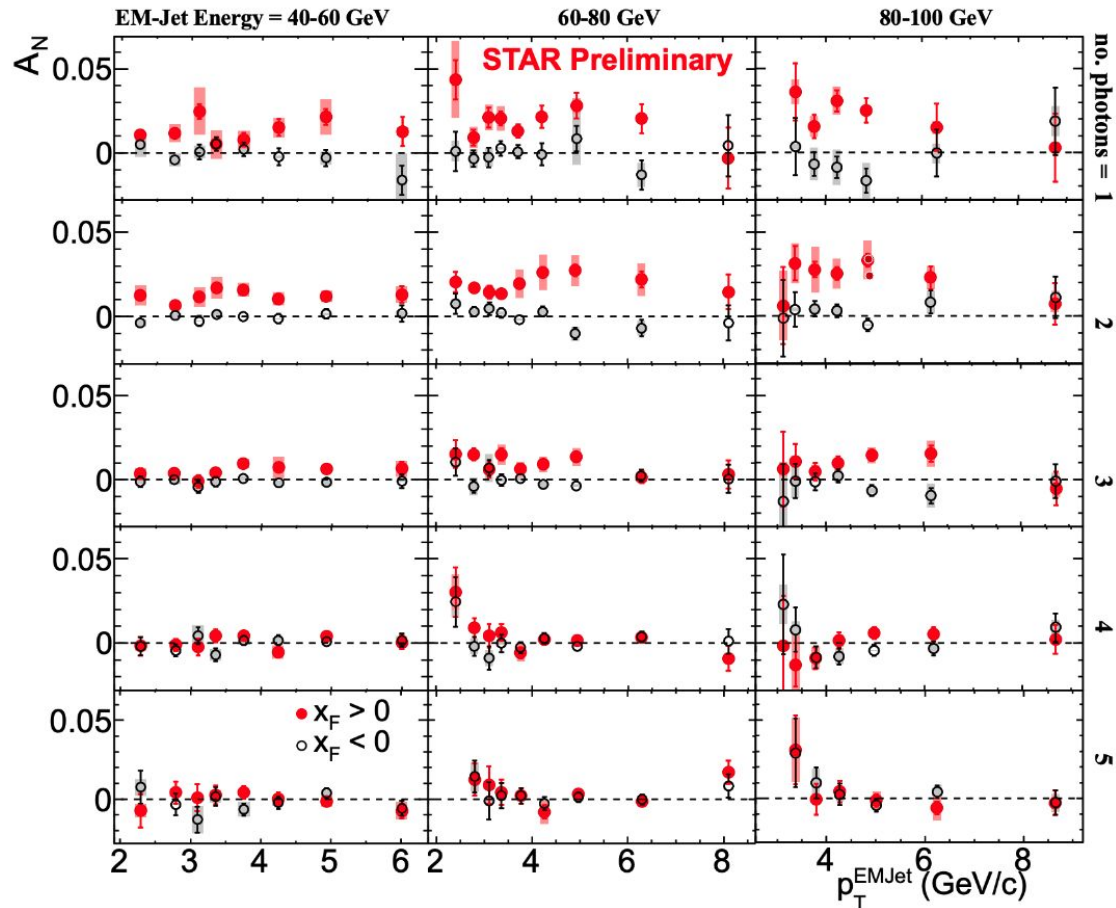 EM-Jet Energy = 40-60 GeV 60-80 GeV 80-100 GeV
A_N
STAR Preliminary
no. photons = 1
0.05
0
0.05
0
2
0.05
0
3
0.05
0
4
x_F > 0
x_F < 0
0.05
0
5
2 3 4 5 6 2 4 6 8 4 6 8
p_T^EMJet (GeV/c)